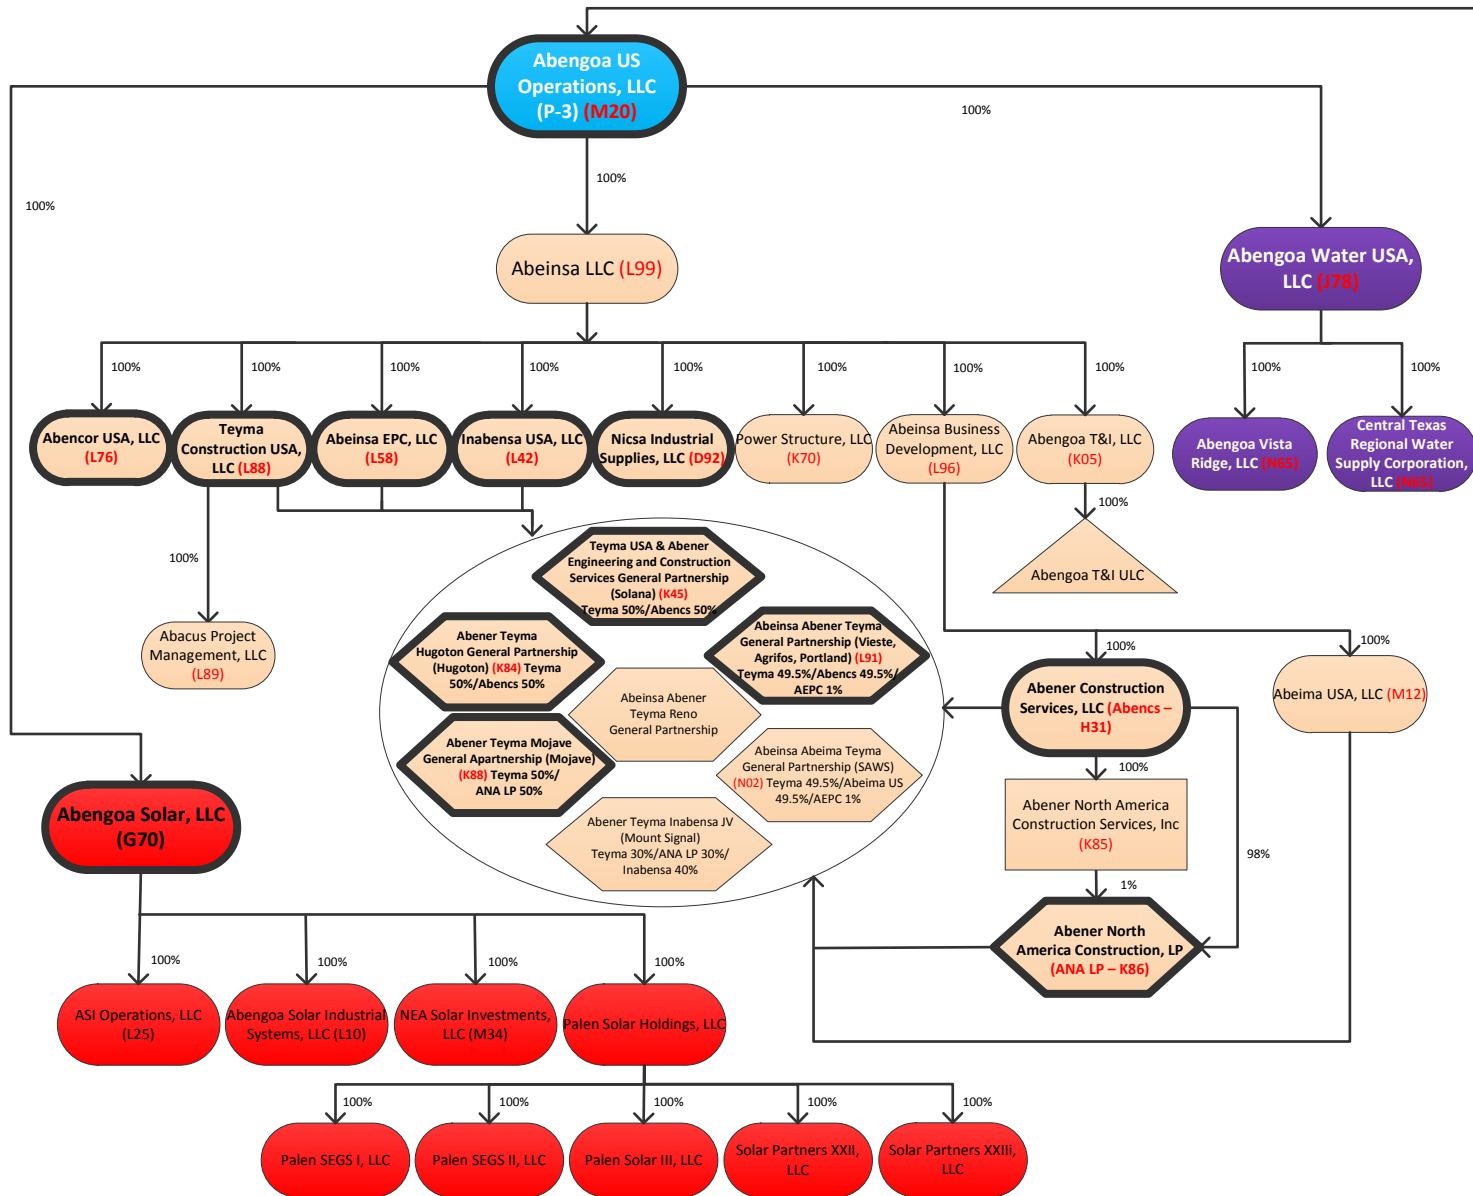 Abengoa US
Operations, LLC
(P-3) (M20)
100%
100%
100%
Abeinsa LLC (L99)
Abengoa Water USA,
LLC (J78)
100%
100%
100%
100%
100%
100%
100%
100%
100%
100%
Abencor USA, LLC
(L76)
Teyma
Construction USA,
LLC (L88)
Abeinsa EPC, LLC
(L58)
Inabensa USA, LLC
(L42)
Nicsa Industrial
Supplies, LLC (D92)
Power Structure, LLC
(K70)
Abeinsa Business
Development, LLC
(L96)
Abengoa T&I, LLC
(K05)
Abengoa Vista
Ridge, LLC (N65)
Central Texas
Regional Water
Supply Corporation,
LLC (N65)
100%
100%
Abengoa T&I ULC
Abacus Project
Management, LLC
(L89)
Teyma USA & Abener
Engineering and Construction
Services General Partnership
(Solana) (K45)
Teyma 50%/Abencs 50%
Abener Teyma
Hugoton General Partnership
(Hugoton) (K84) Teyma
50%/Abencs 50%
Abeinsa Abener Teyma
General Partnership (Vieste,
Agrifos, Portland) (L91)
Teyma 49.5%/Abencs 49.5%/
AEPC 1%
Abeinsa Abener
Teyma Reno
General Partnership
Abener Teyma Mojave
General Apartnership (Mojave)
(K88) Teyma 50%/
ANA LP 50%
Abeinsa Abeima Teyma
General Partnership (SAWS)
(N02) Teyma 49.5%/Abeima US
49.5%/AEPC 1%
Abener Teyma Inabensa JV
(Mount Signal)
Teyma 30%/ANA LP 30%/
Inabensa 40%
100%
100%
Abener Construction
Services, LLC (Abencs –
H31)
Abeima USA, LLC (M12)
100%
Abener North America
Construction Services, Inc
(K85)
98%
1%
Abener North
America Construction, LP
(ANA LP – K86)
Abengoa Solar, LLC
(G70)
100%
100%
100%
100%
ASI Operations, LLC
(L25)
Abengoa Solar Industrial
Systems, LLC (L10)
NEA Solar Investments,
LLC (M34)
Palen Solar Holdings, LLC
100%
100%
100%
100%
100%
Palen SEGS I, LLC
Palen SEGS II, LLC
Palen Solar III, LLC
Solar Partners XXII,
LLC
Solar Partners XXIIi,
LLC